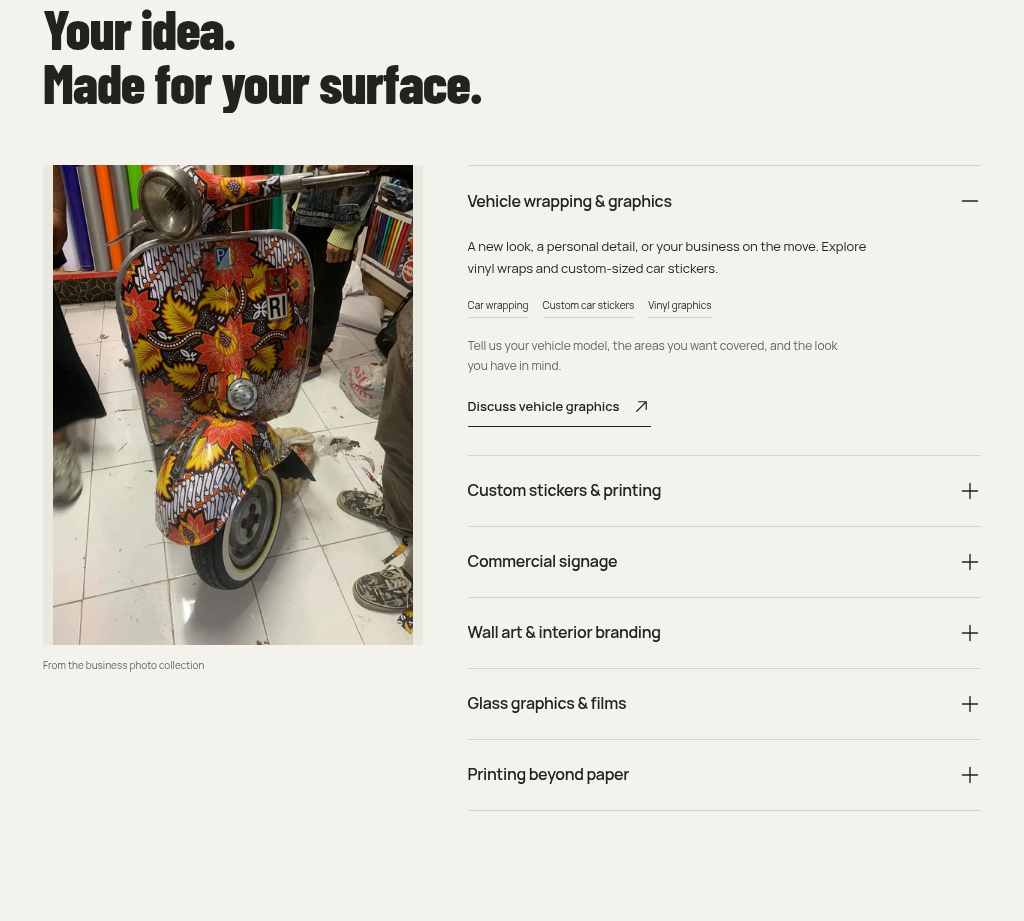 Your idea.
Made for your surface.
RI
From the business photo collection
Vehicle wrapping & graphics
A new look, a personal detail, or your business on the move. Explore
vinyl wraps and custom-sized car stickers.
Car wrapping Custom car stickers Vinyl graphics
Tell us your vehicle model, the areas you want covered, and the look
you have in mind.
Discuss vehicle graphics
Custom stickers & printing
Commercial signage
Wall art & interior branding
Glass graphics & films
Printing beyond paper